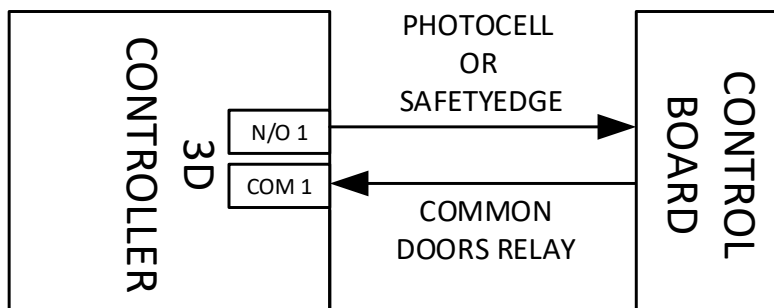 CONTROLLER
3D
N/O 1
COM 1
PHOTOCELL
OR
SAFETYEDGE
COMMON
DOORS RELAY
CONTROL
BOARD